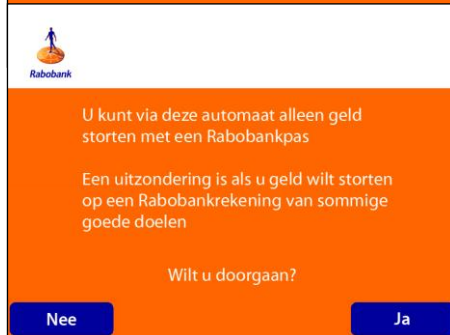 Rabobank
U kunt via deze automaat alleen geld
storten met een Rabobankpas
Een uitzondering is als u geld wilt storten
op een Rabobankrekening van sommige
goede doelen
Wilt u doorgaan?
Nee
Ja